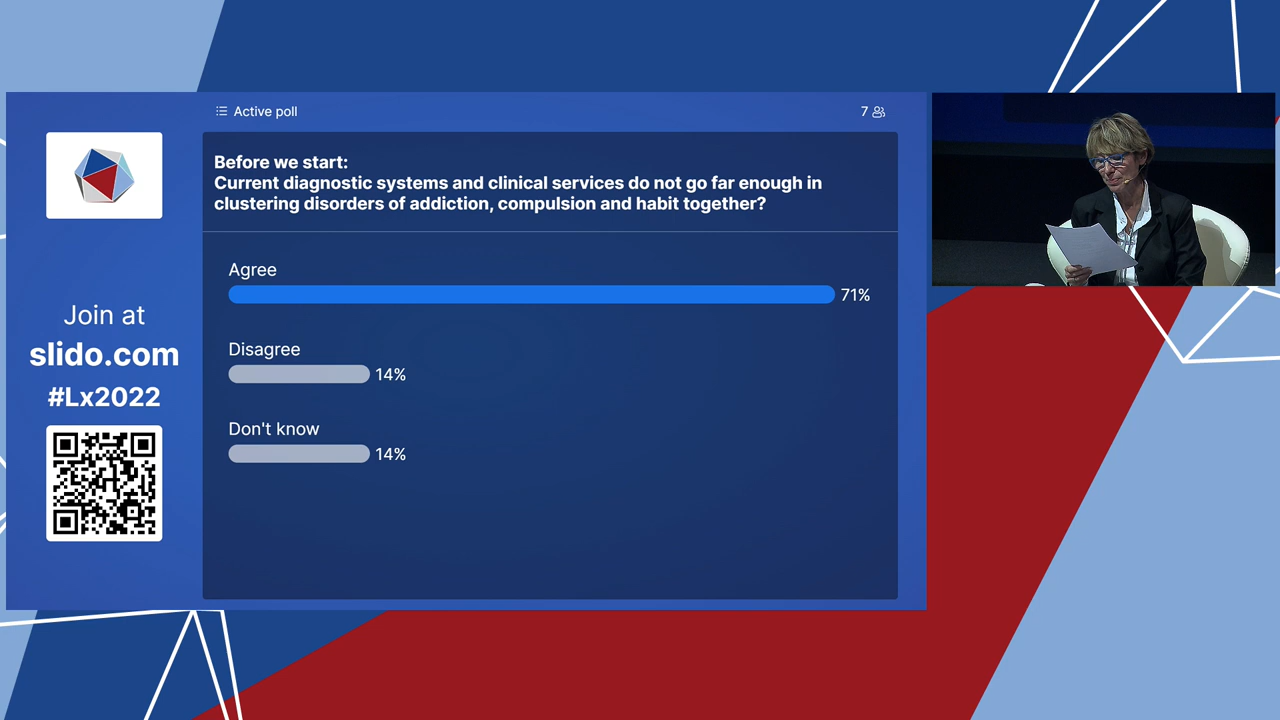 Active poll
7
Before we start:
Current diagnostic systems and clinical services do not go far enough in
clustering disorders of addiction, compulsion and habit together?
Agree
71%
Disagree
14%
Don't know
14%
Join at
slido.com
#Lx2022